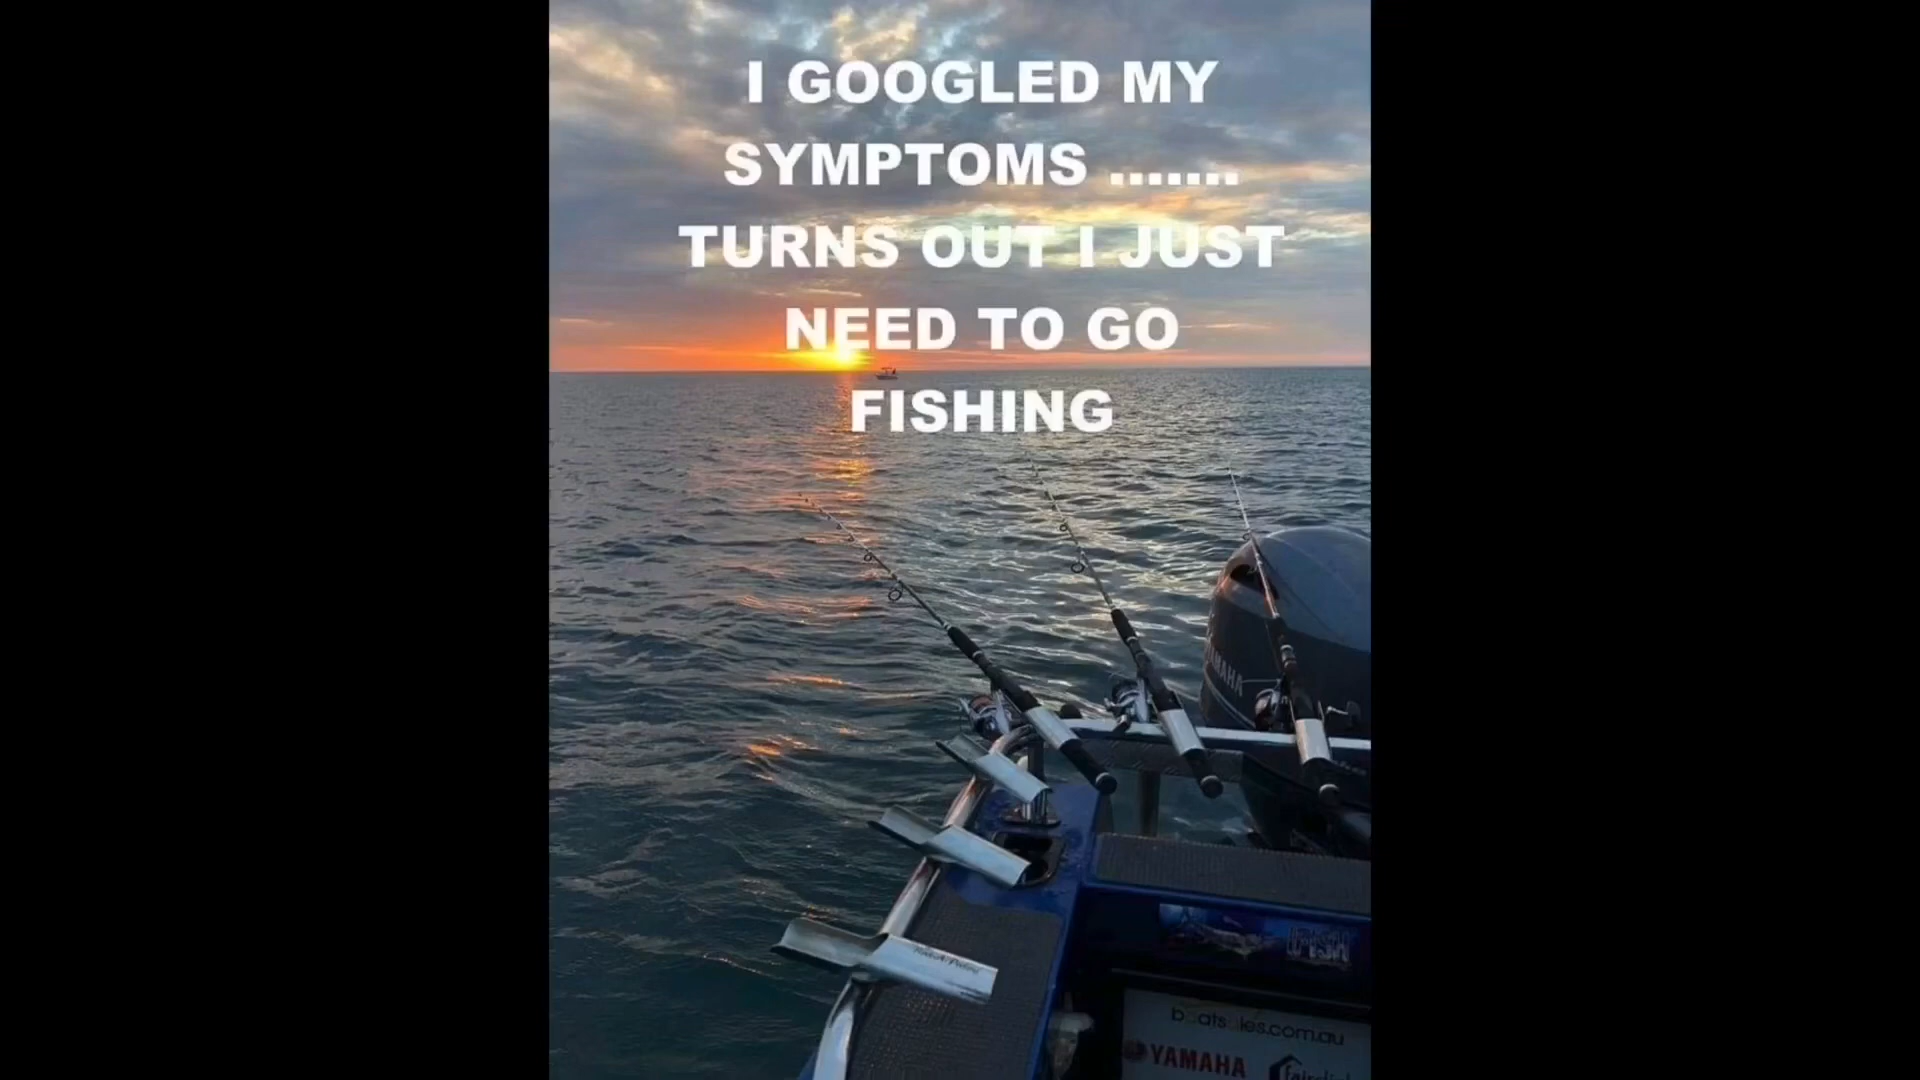 I GOOGLED MY
SYMPTOMS .......
TURNS OUT I JUST
NEED TO GO
FISHING
YAMAHA
boatsales.com.au
YAMAHA